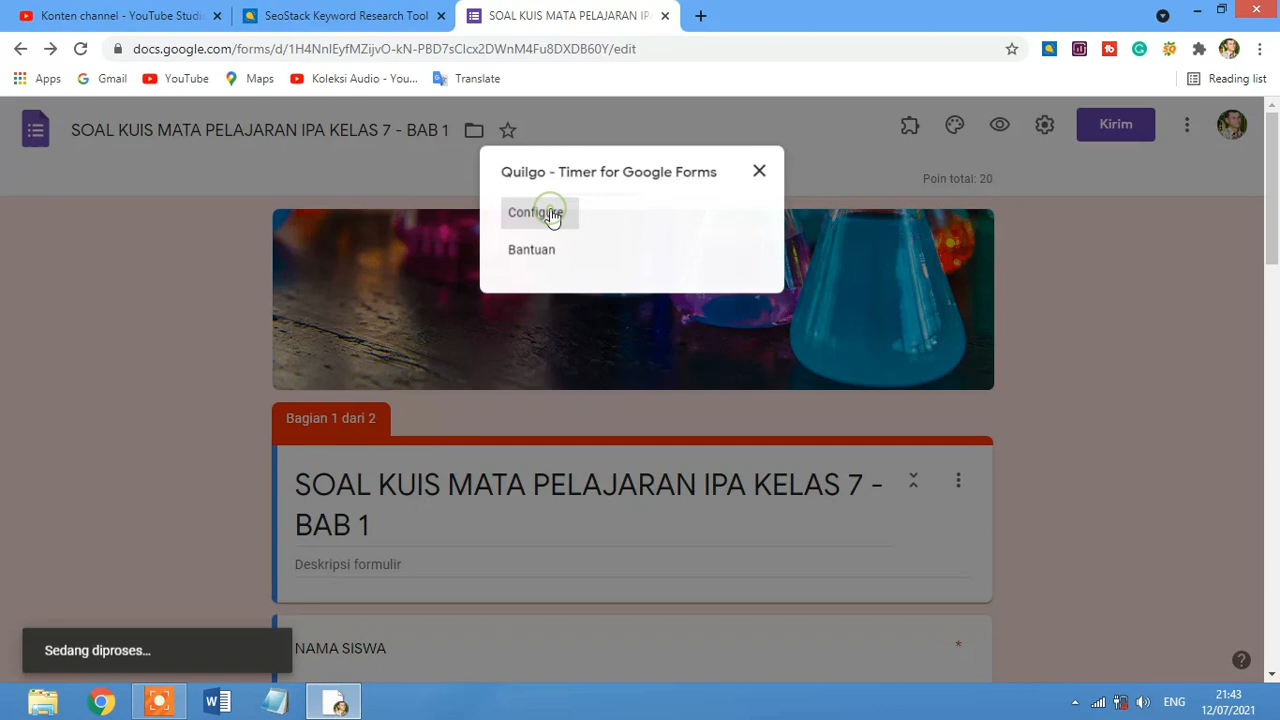 Konten channel - YouTube Studi
SeoStack Keyword Research Tool
SOAL KUIS MATA PELAJARAN IPA
docs.google.com/forms/d/1H4NnlEyfMZijvO-kN-PBD7sClcx2DWnM4Fu8DXDB60Y/edit
Apps
Gmail
YouTube
Maps
Koleksi Audio - You...
Translate
Reading list
SOAL KUIS MATA PELAJARAN IPA KELAS 7 - BAB 1
Kirim
Poin total: 20
Quilgo - Timer for Google Forms
Configure
Bantuan
Bagian 1 dari 2
SOAL KUIS MATA PELAJARAN IPA KELAS 7 -
BAB 1
Deskripsi formulir
NAMA SISWA
*
Sedang diproses...
ENG
21:43
12/07/2021